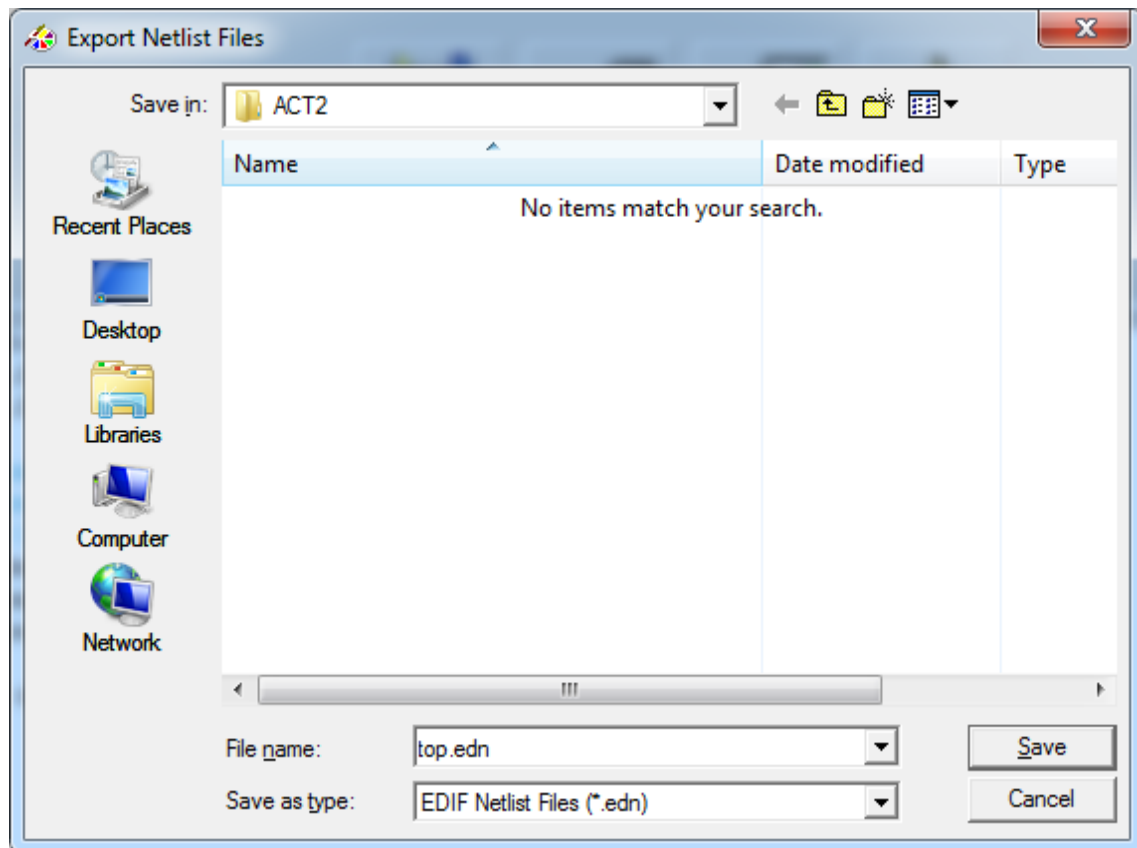 Export Netlist Files
Save in: ACT2
Name Date modified Type
No items match your search.
Recent Places
Desktop
Libraries
Computer
Network
File name: top.edn Save
Save as type: EDIF Netlist Files (*.edn) Cancel